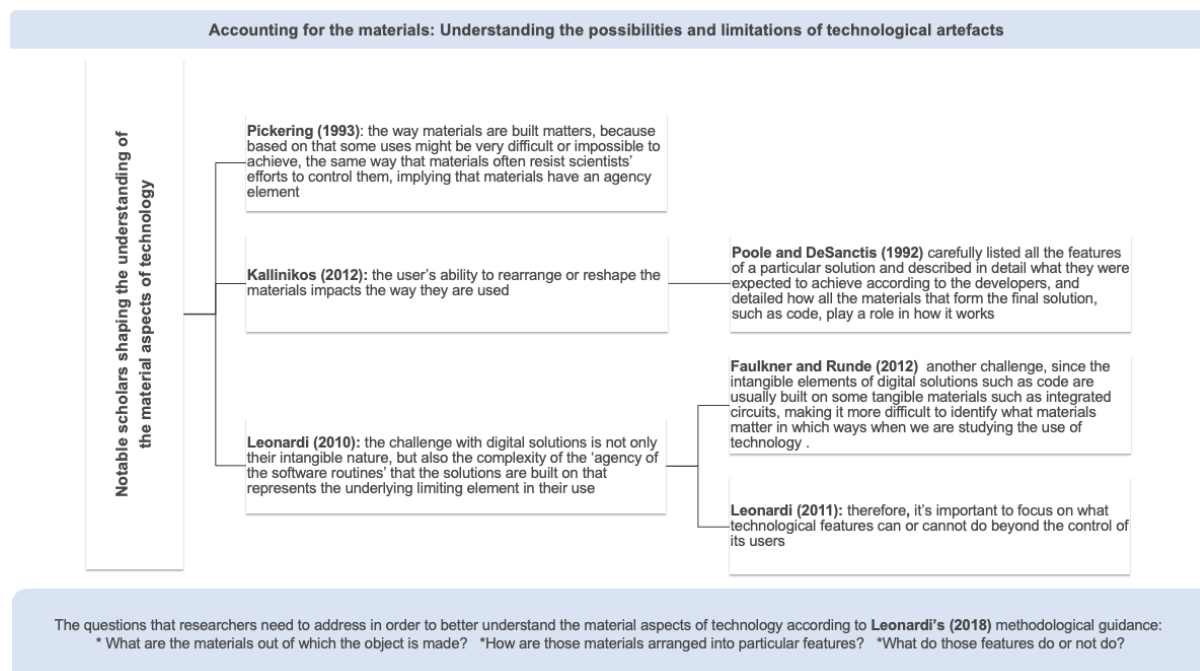 Accounting for the materials: Understanding the possibilities and limitations of technological artefacts
Notable scholars shaping the understanding of
the material aspects of technology
Pickering (1993): the way materials are built matters, because
based on that some uses might be very difficult or impossible to
achieve, the same way that materials often resist scientists’
efforts to control them, implying that materials have an agency
element
Kallinikos (2012): the user’s ability to rearrange or reshape the
materials impacts the way they are used
Poole and DeSanctis (1992) carefully listed all the features
of a particular solution and described in detail what they were
expected to achieve according to the developers, and
detailed how all the materials that form the final solution,
such as code, play a role in how it works
Leonardi (2010): the challenge with digital solutions is not only
their intangible nature, but also the complexity of the ‘agency of
the software routines’ that the solutions are built on that
represents the underlying limiting element in their use
Faulkner and Runde (2012) another challenge, since the
intangible elements of digital solutions such as code are
usually built on some tangible materials such as integrated
circuits, making it more difficult to identify what materials
matter in which ways when we are studying the use of
technology .
Leonardi (2011): therefore, it’s important to focus on what
technological features can or cannot do beyond the control of
its users
The questions that researchers need to address in order to better understand the material aspects of technology according to Leonardi’s (2018) methodological guidance:
* What are the materials out of which the object is made? *How are those materials arranged into particular features? *What do those features do or not do?